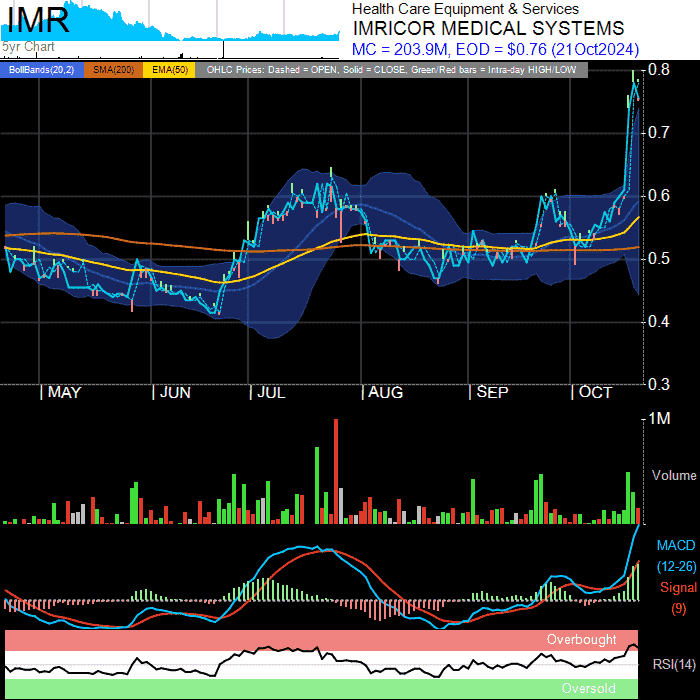 IMR
Health Care Equipment & Services
IMRICOR MEDICAL SYSTEMS
5yr Chart
MC = 203.9M, EOD = $0.76 (21Oct2024)
BollBands(20,2) SMA(200) EMA(50) OHLC Prices: Dashed = OPEN, Solid = CLOSE, Green/Red bars = Intra-day HIGH/LOW
0.8
0.7
0.6
0.5
0.4
0.3
MAY JUN JUL AUG SEP OCT
1M
Volume
MACD
(12-26)
Signal
(9)
Overbought
RSI(14)
Oversold